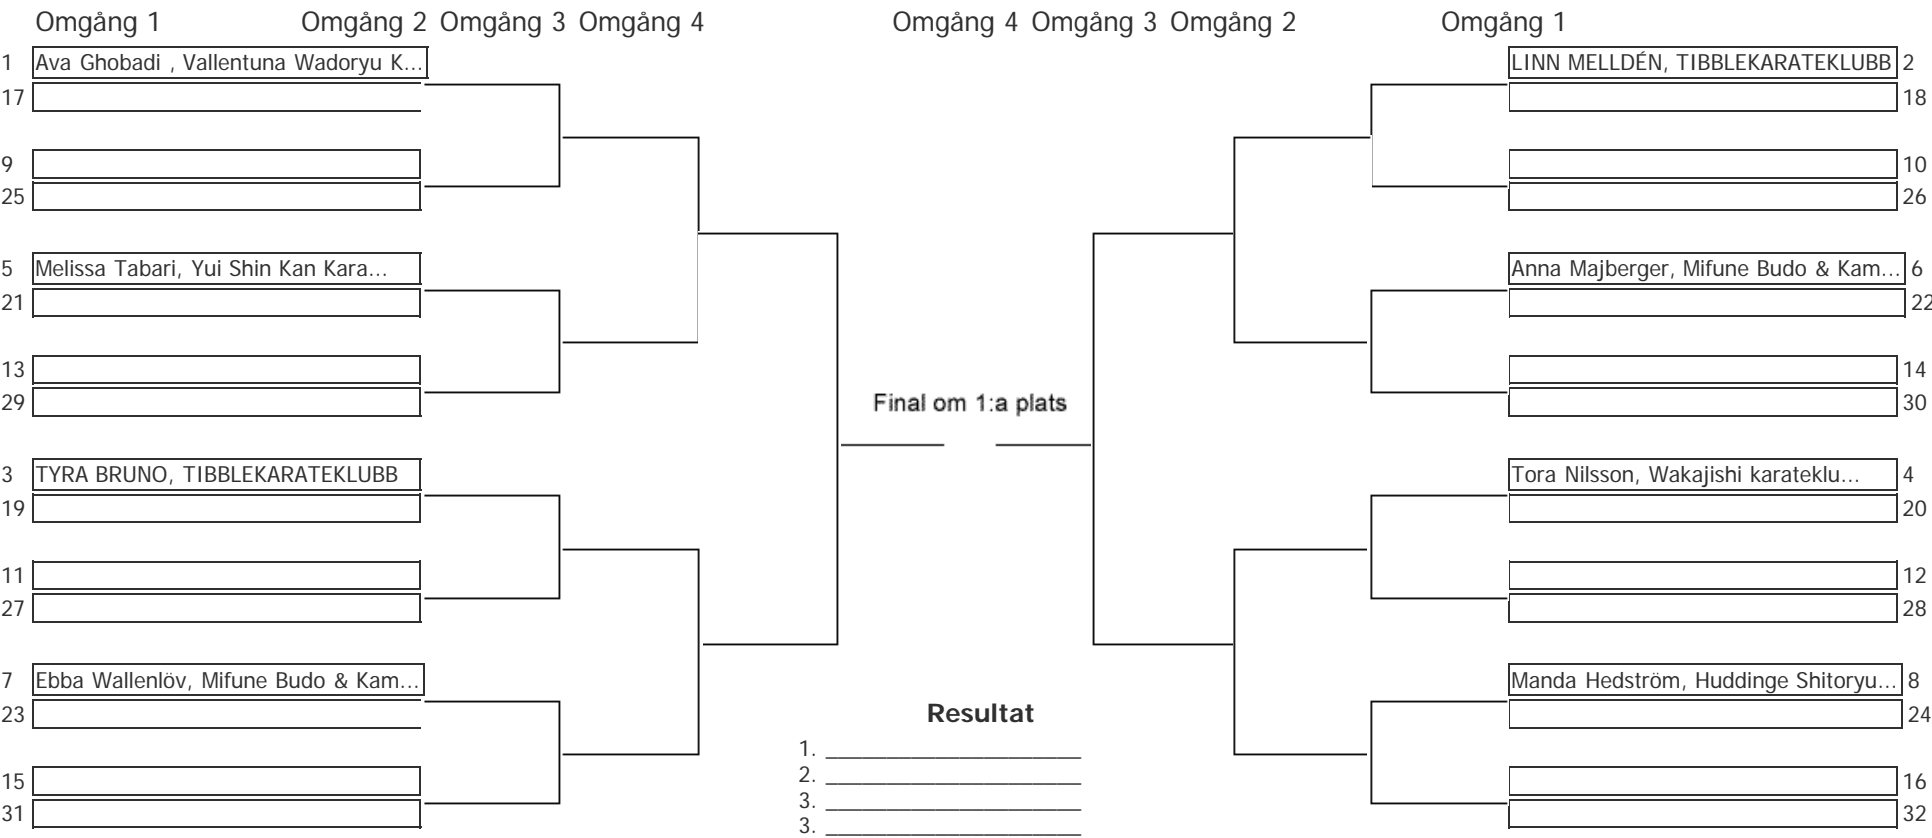 Omgång 1 Omgång 2 Omgång 3 Omgång 4 Omgång 4 Omgång 3 Omgång 2 Omgång 1
1 Ava Ghobadi , Vallentuna Wadoryu K... LINN MELLDÉN, TIBBLEKARATEKLUBB 2
17 18
9 10
25 26
5 Melissa Tabari, Yui Shin Kan Kara... Anna Majberger, Mifune Budo & Kam... 6
21 22
13 14
29 30
Final om 1:a plats
3 TYRA BRUNO, TIBBLEKARATEKLUBB Tora Nilsson, Wakajishi karateklu... 4
19 20
11 12
27 28
7 Ebba Wallenlöv, Mifune Budo & Kam... Manda Hedström, Huddinge Shitoryu... 8
23 24
Resultat
1.
2.
15 16
3.
31 32
3.